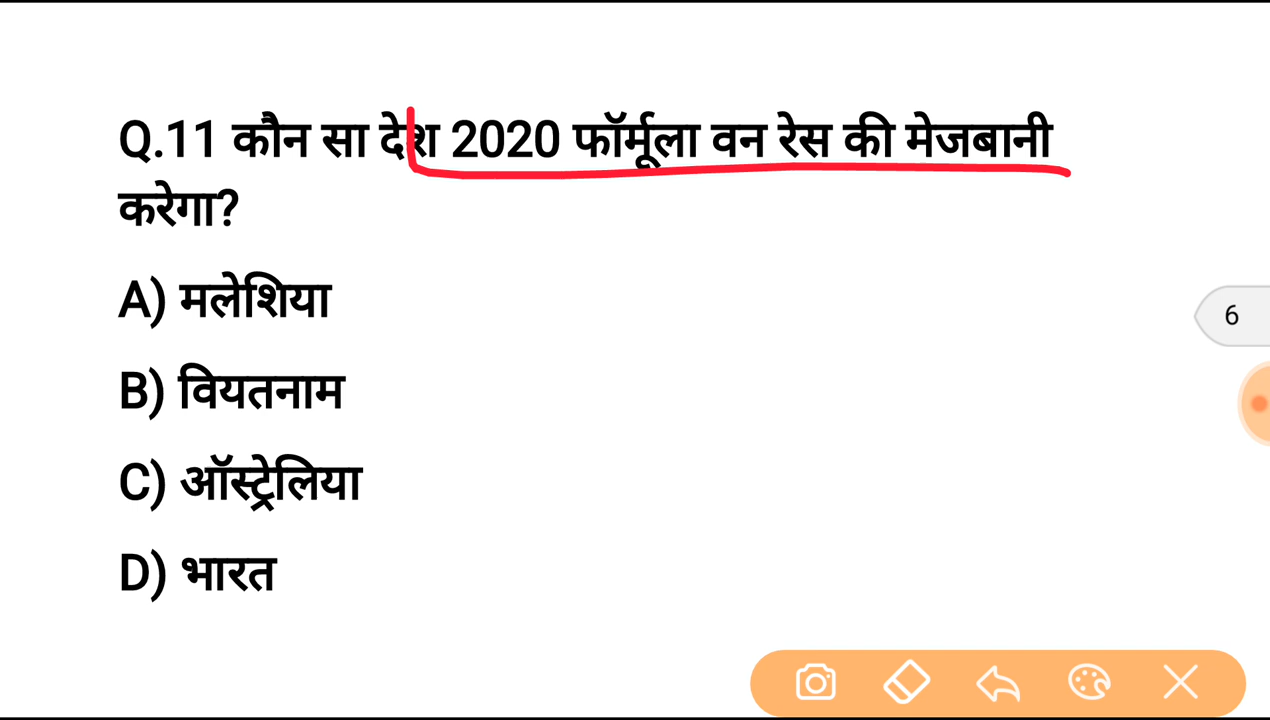 Q.11 कौन सा देश 2020 फॉर्मूला वन रेस की मेजबानी
करेगा?
A) मलेशिया
6
B) वियतनाम
C) ऑस्ट्रेलिया
D) भारत